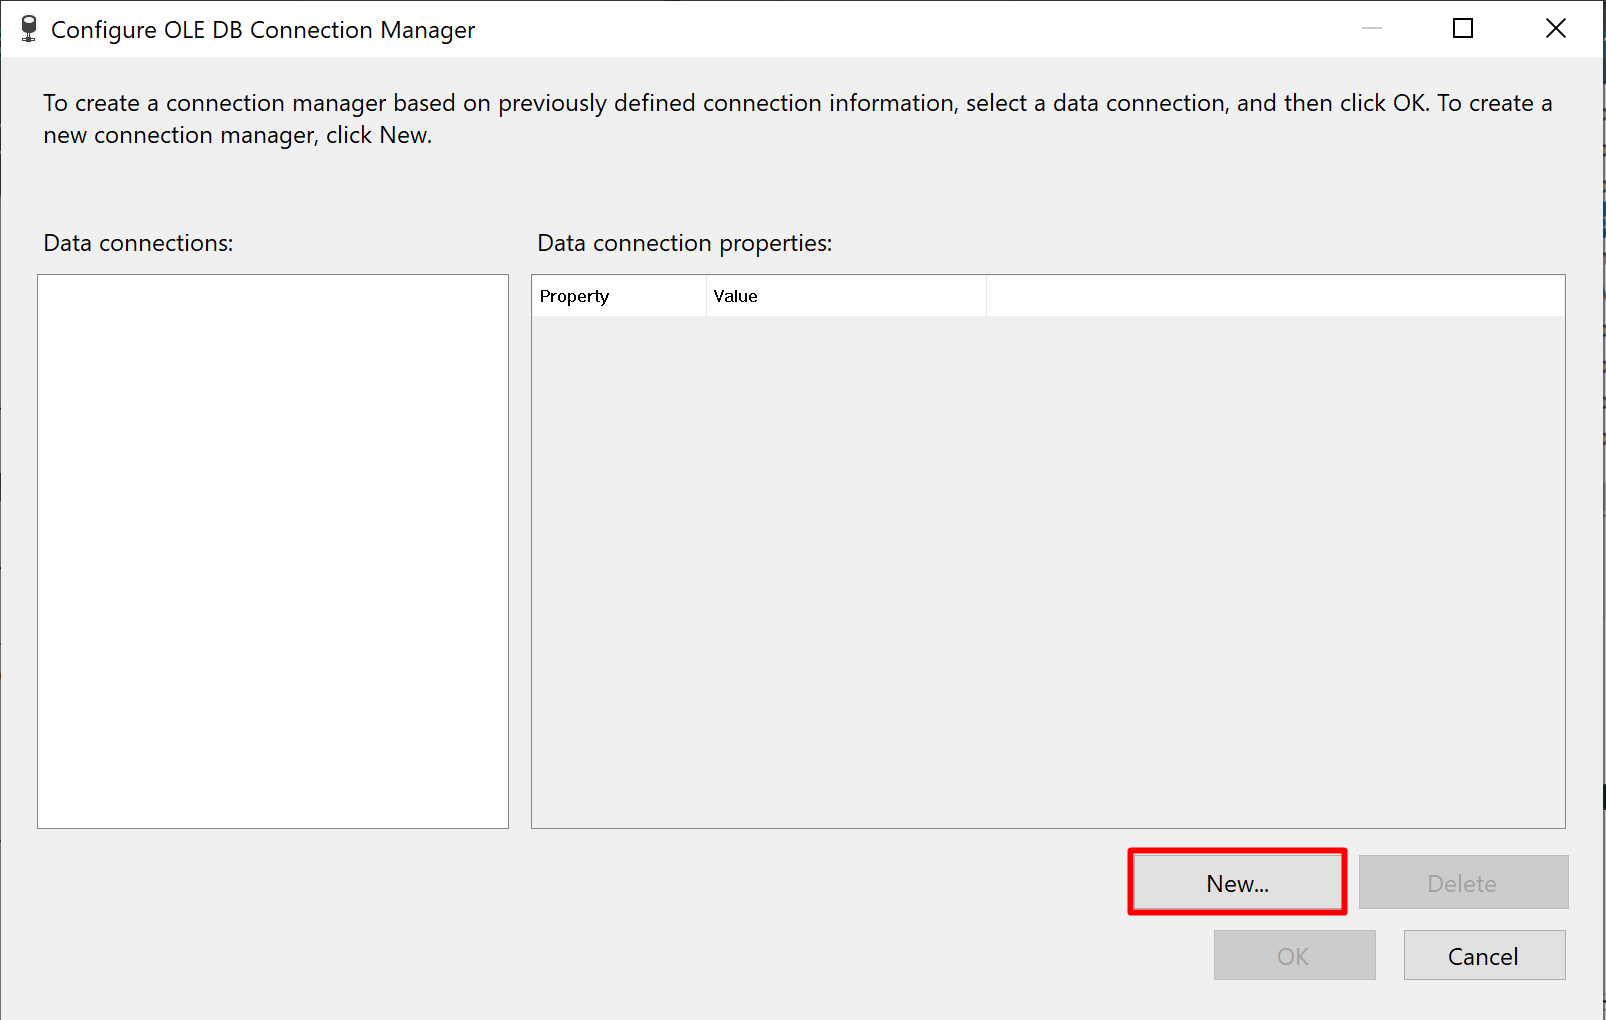 Configure OLE DB Connection Manager
To create a connection manager based on previously defined connection information, select a data connection, and then click OK. To create a
new connection manager, click New.
Data connections:
Data connection properties:
Property
Value
New...
Delete
OK
Cancel